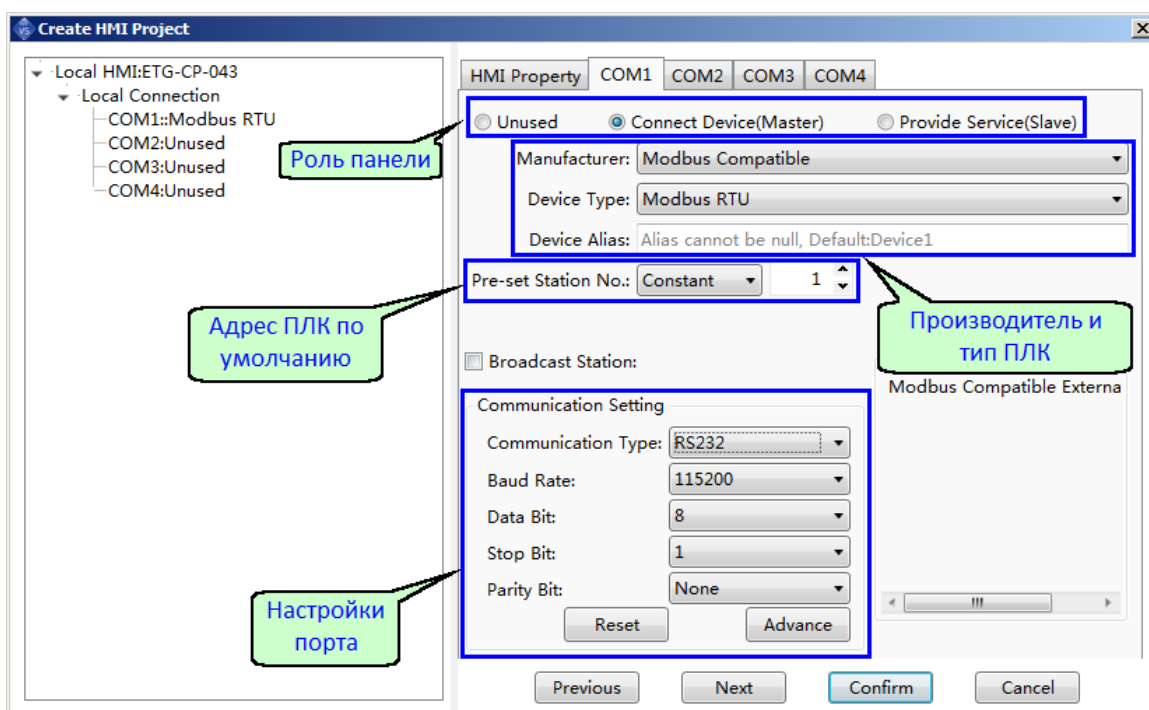 Create HMI Project
Local HMI:ETG-CP-043
Local Connection
COM1::Modbus RTU
COM2:Unused
COM3:Unused
COM4:Unused
HMI Property COM1 COM2 COM3 COM4
Unused Connect Device(Master) Provide Service(Slave)
Роль панели
Manufacturer: Modbus Compatible
Device Type: Modbus RTU
Device Alias: Alias cannot be null, Default:Device1
Pre-set Station No.: Constant 1
Адрес ПЛК по
умолчанию
Производитель и
тип ПЛК
Broadcast Station:
Modbus Compatible Externa
Communication Setting
Communication Type: RS232
Baud Rate: 115200
Data Bit: 8
Stop Bit: 1
Parity Bit: None
Настройки
порта
Reset Advance
Previous Next Confirm Cancel